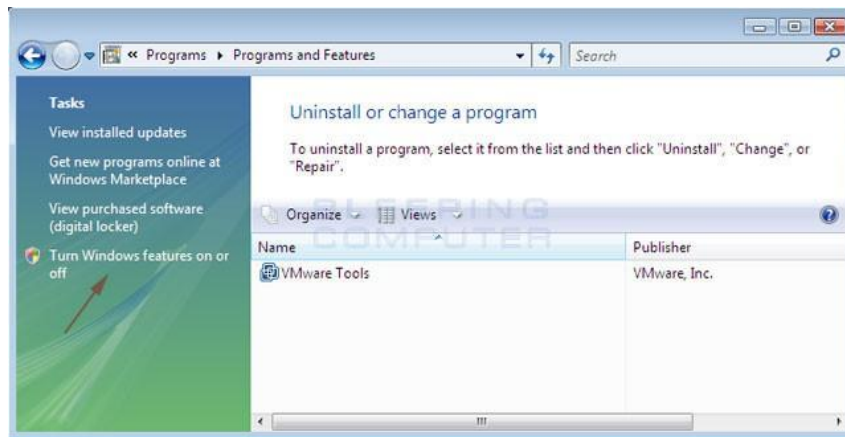 « Programs ▸ Programs and Features
Search
Tasks
View installed updates
Get new programs online at
Windows Marketplace
View purchased software
(digital locker)
Turn Windows features on or
off
Uninstall or change a program
To uninstall a program, select it from the list and then click "Uninstall", "Change", or
"Repair".
Organize
Views
BLEEPING
COMPUTER
Name
Publisher
VMware Tools
VMware, Inc.